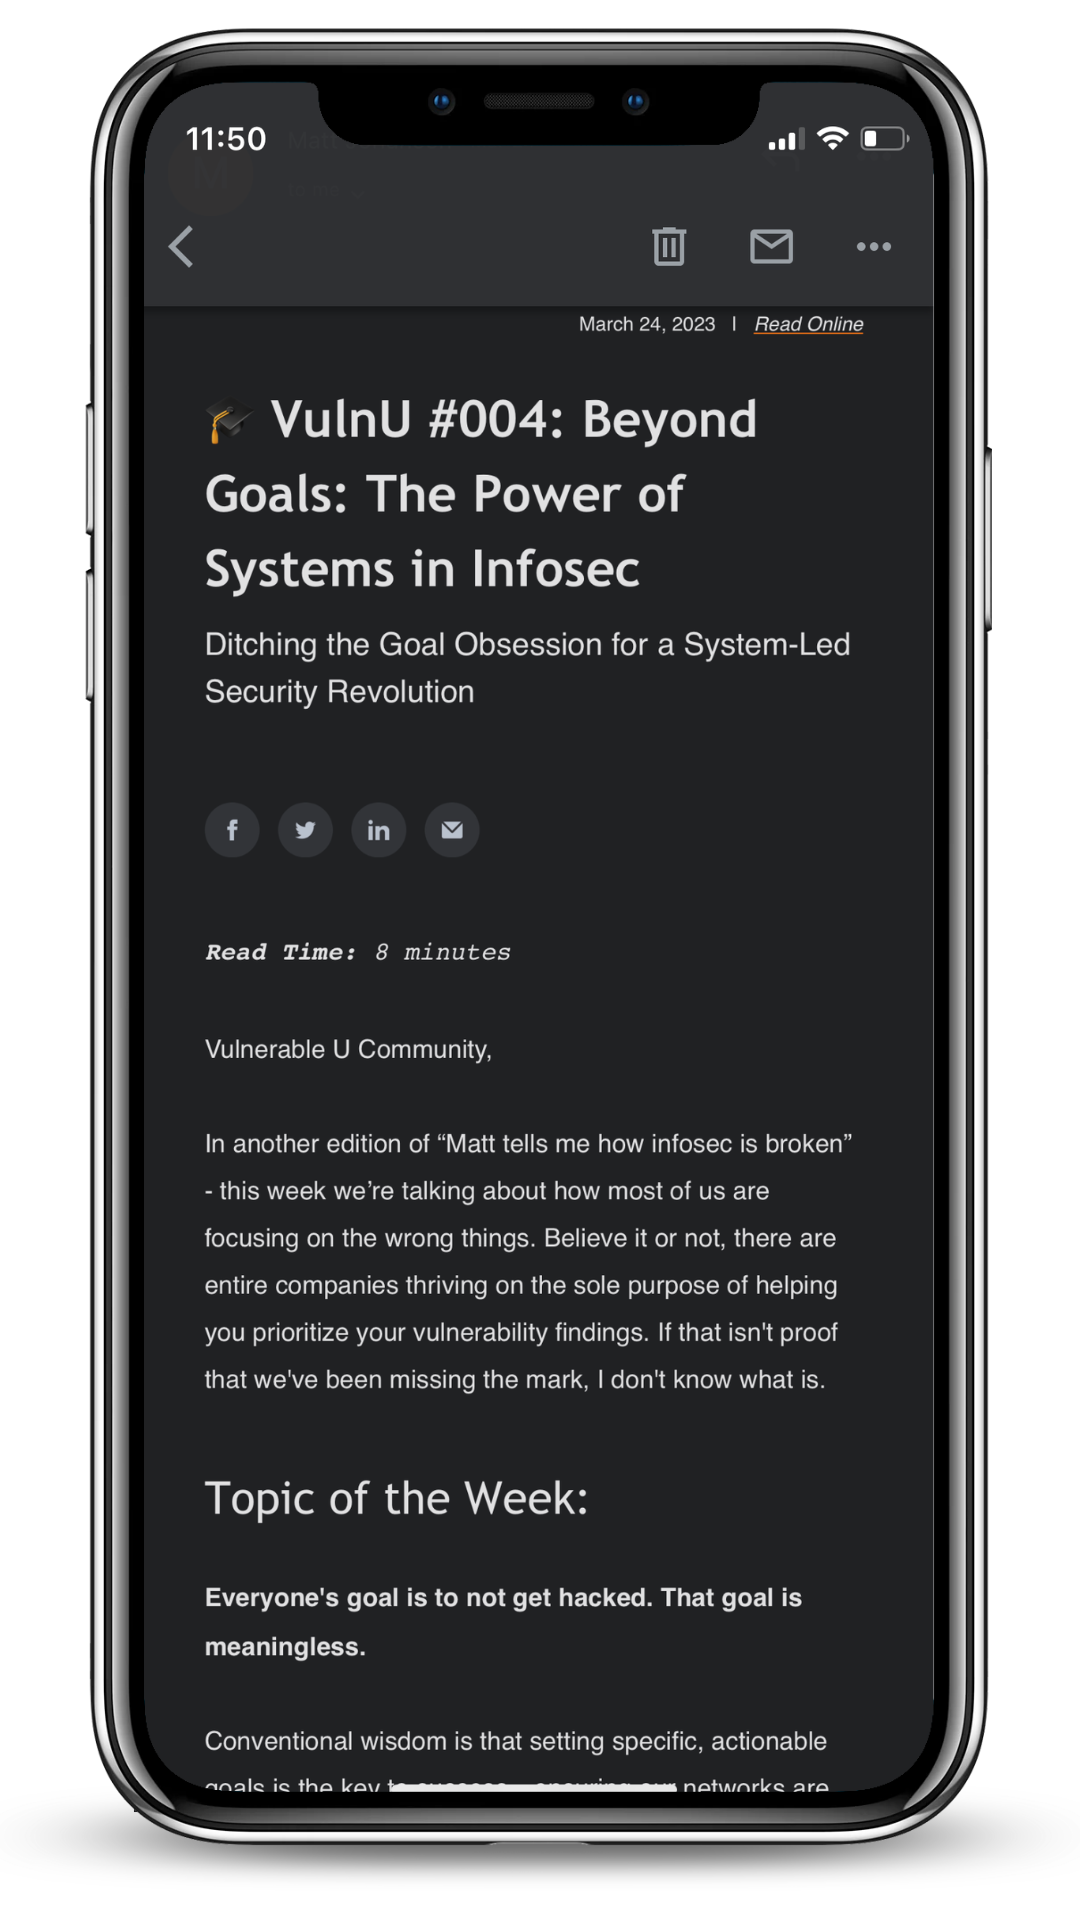 11:50
March 24, 2023 | Read Online
VulnU #004: Beyond
Goals: The Power of
Systems in Infosec
Ditching the Goal Obsession for a System-Led
Security Revolution
f
in
Read Time: 8 minutes
Vulnerable U Community,
In another edition of “Matt tells me how infosec is broken”
- this week we’re talking about how most of us are
focusing on the wrong things. Believe it or not, there are
entire companies thriving on the sole purpose of helping
you prioritize your vulnerability findings. If that isn't proof
that we've been missing the mark, I don't know what is.
Topic of the Week:
Everyone's goal is to not get hacked. That goal is
meaningless.
Conventional wisdom is that setting specific, actionable
goals is the key networks are